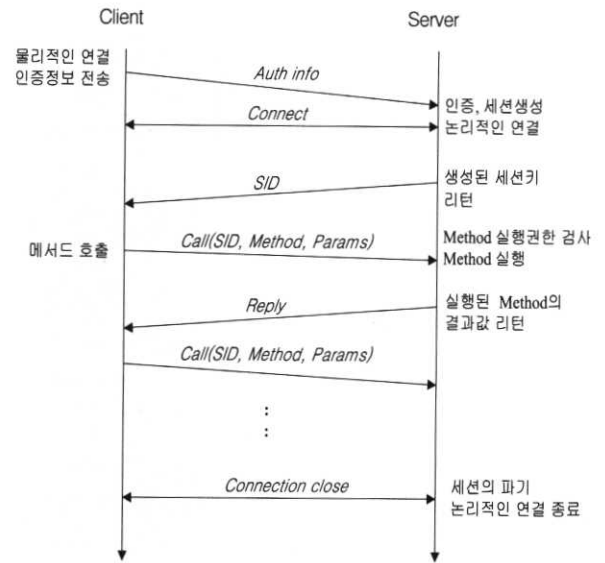 Client
Server
물리적인 연결
인증정보 전송
Auth info
인증, 세션생성
논리적인 연결
Connect
SID
생성된 세션키
리턴
메서드 호출
Call(SID, Method, Params)
Method 실행권한 검사
Method 실행
Reply
실행된 Method의
결과값 리턴
Call(SID, Method, Params)
Connection close
세션의 파기
논리적인 연결 종료